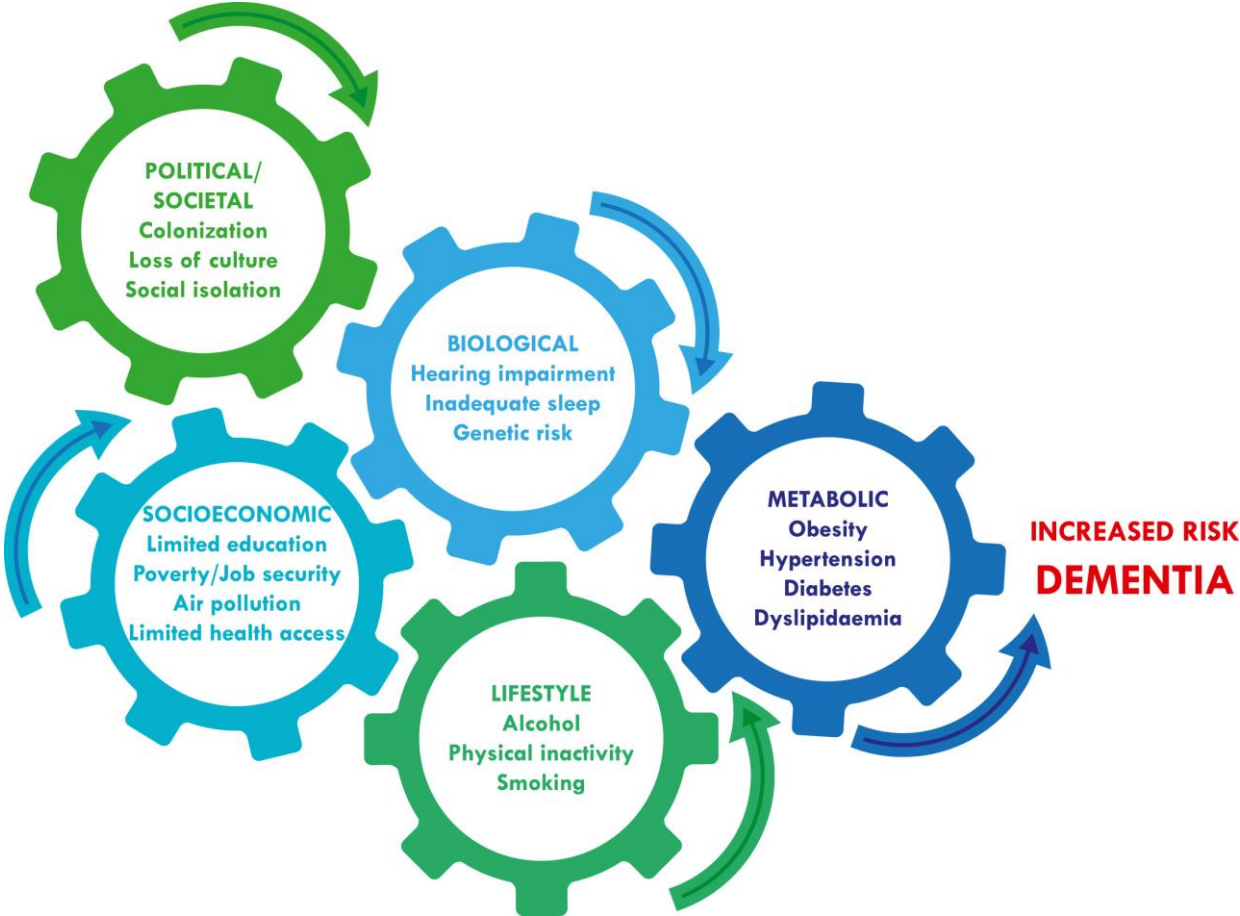 POLITICAL/
SOCIETAL
Colonization
Loss of culture
Social isolation
BIOLOGICAL
Hearing impairment
Inadequate sleep
Genetic risk
SOCIOECONOMIC
Limited education
Poverty/Job security
Air pollution
Limited health access
LIFESTYLE
Alcohol
Physical inactivity
Smoking
METABOLIC
Obesity
Hypertension
Diabetes
Dyslipidaemia
INCREASED RISK
DEMENTIA